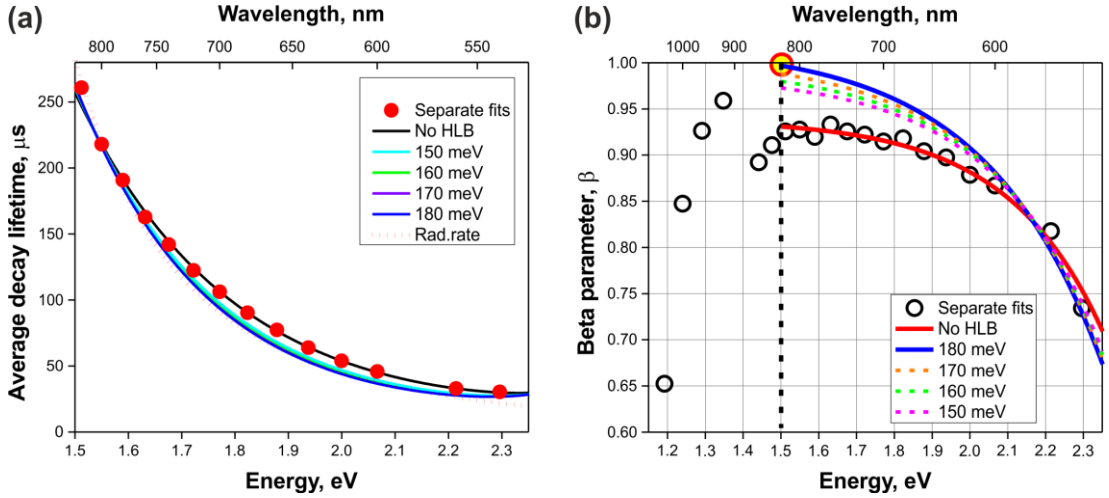 (a)
Wavelength, nm
800 750 700 650 600 550
Average decay lifetime, μs
250
200
150
100
50
0
Separate fits
No HLB
150 meV
160 meV
170 meV
180 meV
Rad.rate
1.5 1.6 1.7 1.8 1.9 2.0 2.1 2.2 2.3
Energy, eV
(b)
Wavelength, nm
1000 900 800 700 600
Beta parameter, β
1.00
0.95
0.90
0.85
0.80
0.75
0.70
0.65
0.60
Separate fits
No HLB
180 meV
170 meV
160 meV
150 meV
1.2 1.3 1.4 1.5 1.6 1.7 1.8 1.9 2.0 2.1 2.2 2.3
Energy, eV